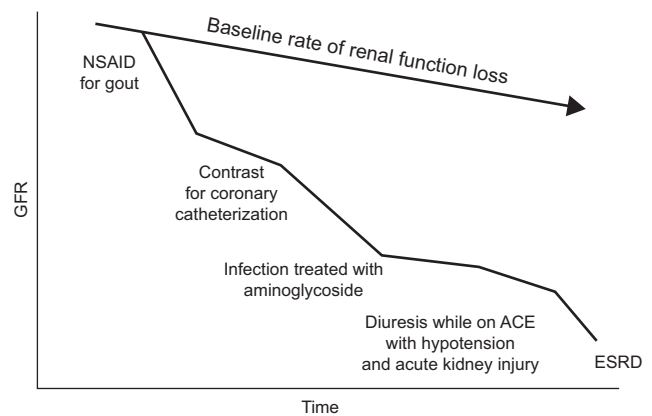 Baseline rate of renal function loss
NSAID
for gout
Contrast
for coronary
catheterization
GFR
Infection treated with
aminoglycoside
Diuresis while on ACE
with hypotension
and acute kidney injury
ESRD
Time